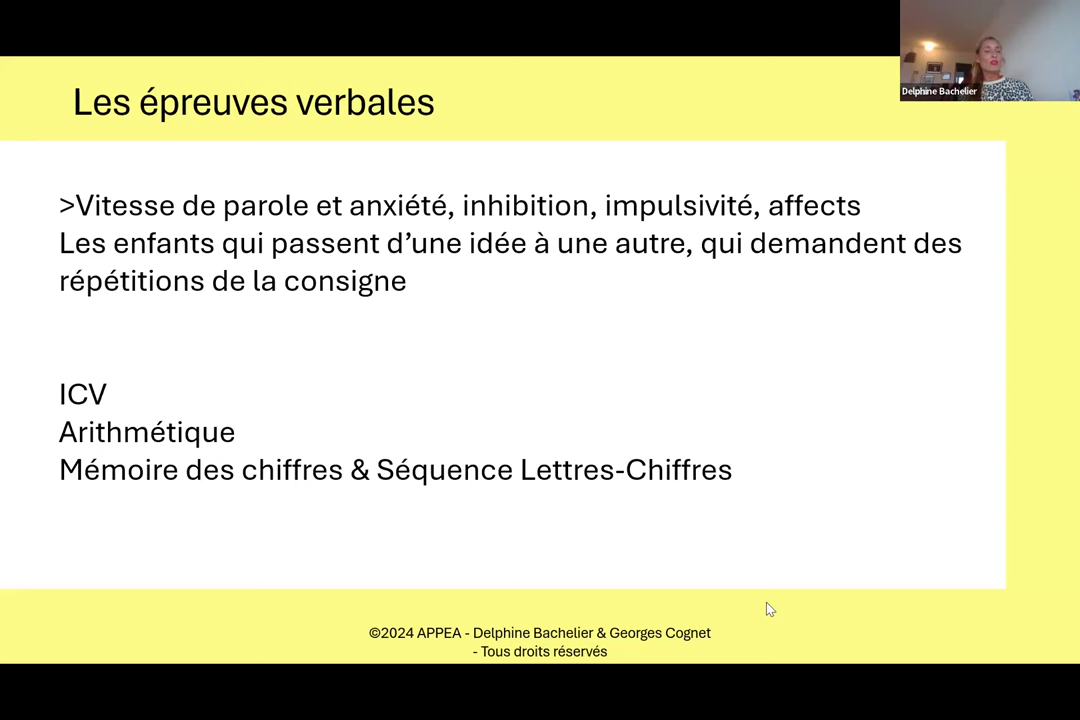 Les épreuves verbales
Delphine Bachelier
>Vitesse de parole et anxiété, inhibition, impulsivité, affects
Les enfants qui passent d’une idée à une autre, qui demandent des
répétitions de la consigne
ICV
Arithmétique
Mémoire des chiffres & Séquence Lettres-Chiffres
©2024 APPEA - Delphine Bachelier & Georges Cognet
- Tous droits réservés